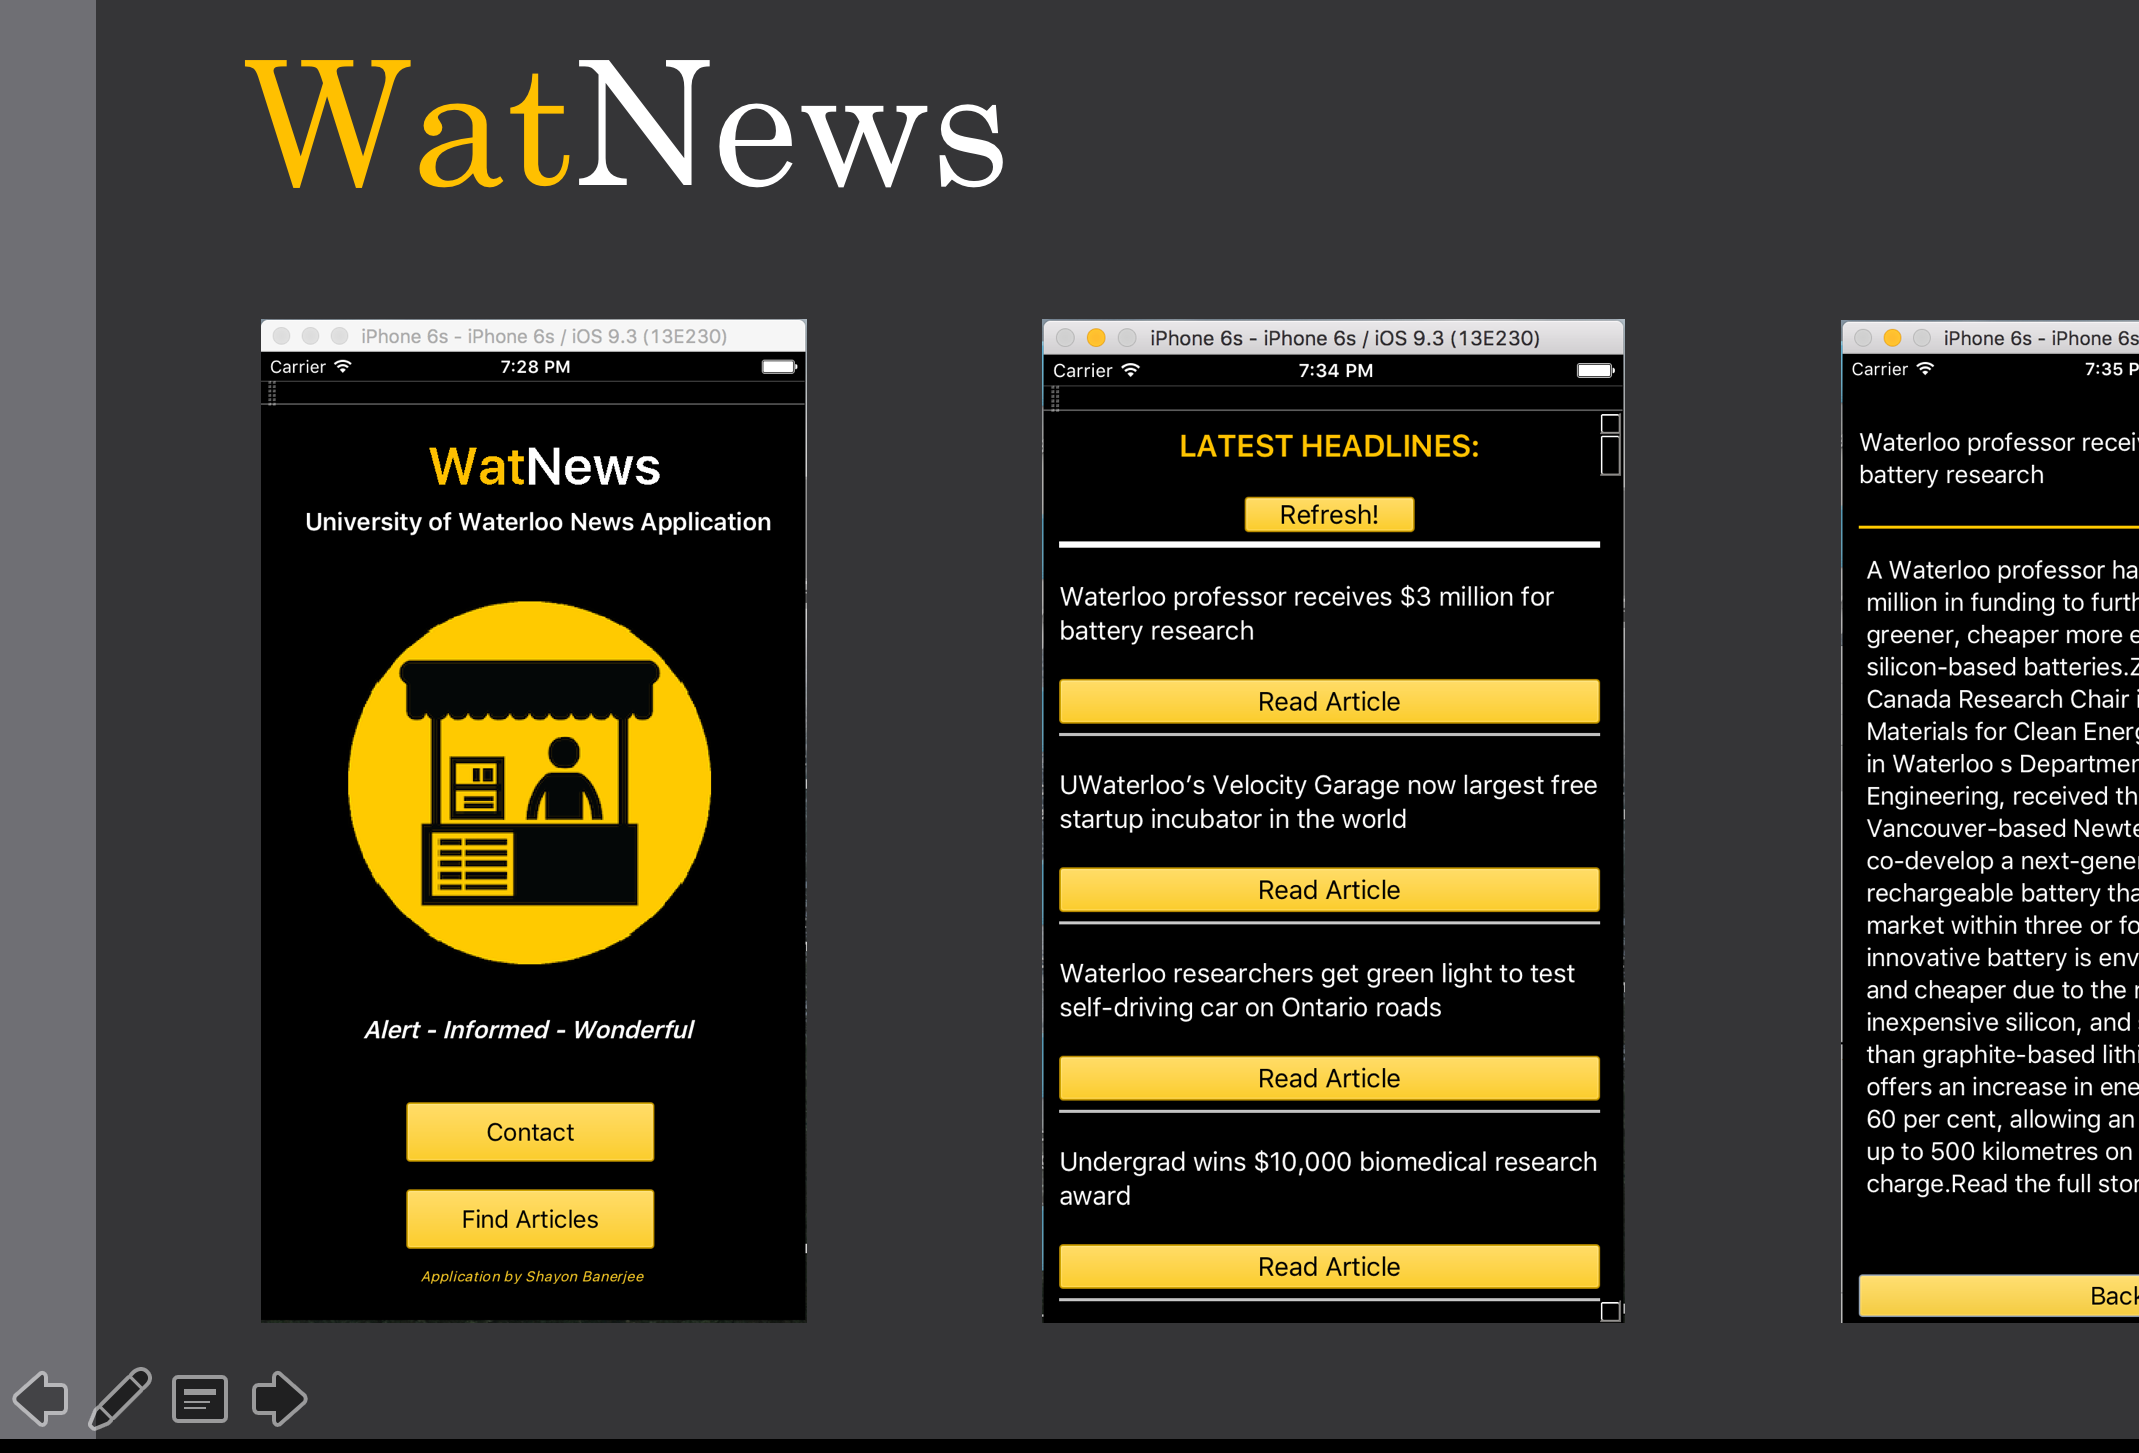 WatNews
iPhone 6s - iPhone 6s / iOS 9.3 (13E230)
Carrier 7:28 PM
WatNews
University of Waterloo News Application
Alert - Informed - Wonderful
Contact
Find Articles
Application by Shayon Banerjee
iPhone 6s - iPhone 6s / iOS 9.3 (13E230)
Carrier 7:34 PM
LATEST HEADLINES:
Refresh!
Waterloo professor receives $3 million for
battery research
Read Article
UWaterloo’s Velocity Garage now largest free
startup incubator in the world
Read Article
Waterloo researchers get green light to test
self-driving car on Ontario roads
Read Article
Undergrad wins $10,000 biomedical research
award
Read Article
iPhone 6s - iPhone 6s
Carrier 7:35 P
Waterloo professor recei
battery research
A Waterloo professor ha
million in funding to furth
greener, cheaper more e
silicon-based batteries.Z
Canada Research Chair i
Materials for Clean Energ
in Waterloo s Departmen
Engineering, received th
Vancouver-based Newte
co-develop a next-gener
rechargeable battery tha
market within three or fo
innovative battery is env
and cheaper due to the r
inexpensive silicon, and s
than graphite-based lithi
offers an increase in ene
60 per cent, allowing an
up to 500 kilometres on
charge.Read the full stor
Back